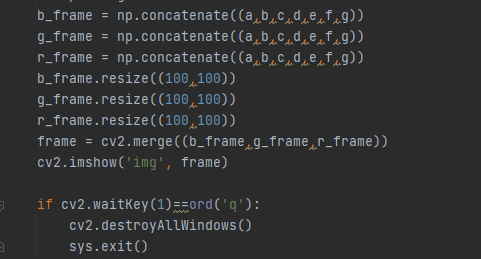 b_frame = np.concatenate((a,b,c,d,e,f,g))
g_frame = np.concatenate((a,b,c,d,e,f,g))
r_frame = np.concatenate((a,b,c,d,e,f,g))
b_frame.resize((100,100))
g_frame.resize((100,100))
r_frame.resize((100,100))
frame = cv2.merge((b_frame,g_frame,r_frame))
cv2.imshow('img', frame)

if cv2.waitKey(1)==ord('q'):
    cv2.destroyAllWindows()
    sys.exit()